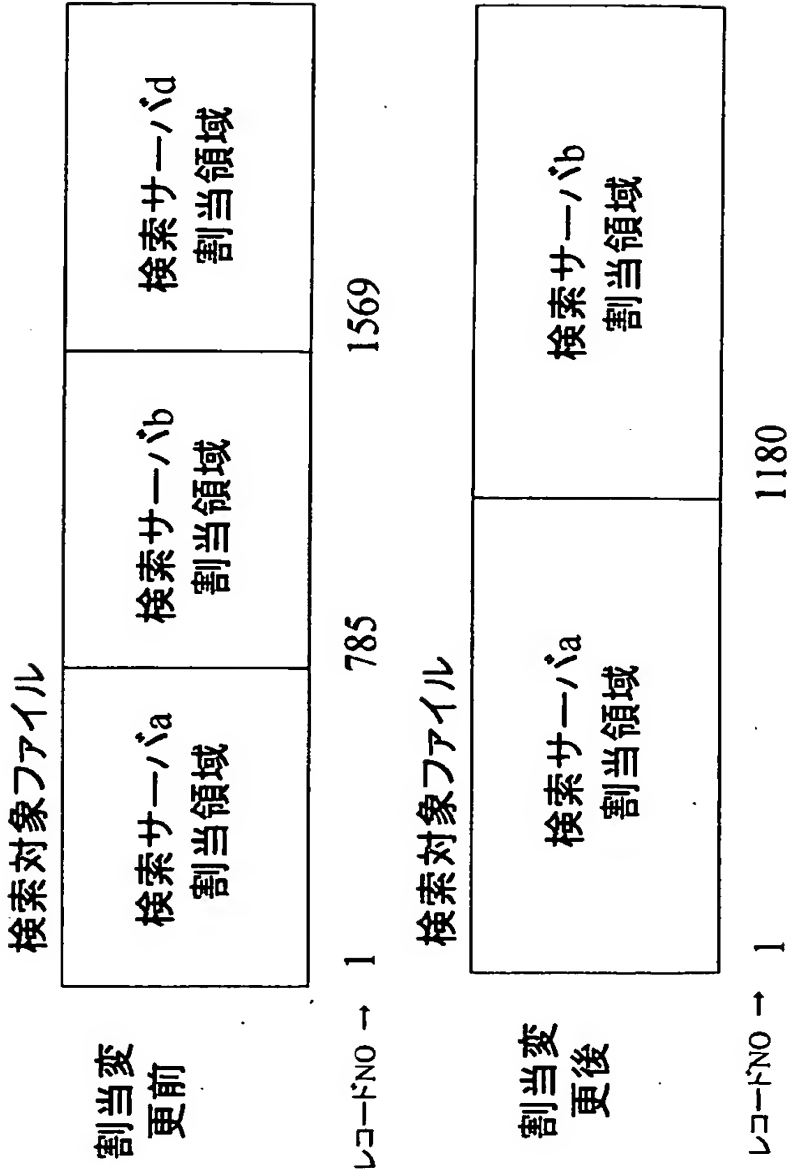 検索対象ファイル
割当変
更前
検索サーバa
割当領域
検索サーバb
割当領域
検索サーバd
割当領域
レコードNO → 1
785
1569
検索対象ファイル
割当変
更後
検索サーバa
割当領域
検索サーバb
割当領域
レコードNO → 1
1180